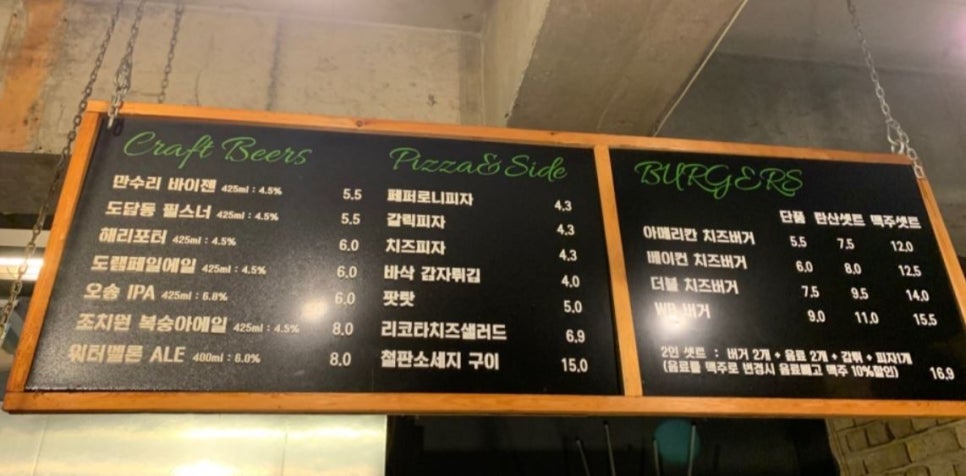 Craft Beers
만수리 바이젠 425ml : 4.5% 5.5
도담동 필스너 425ml : 4.5% 5.5
해리포터 425ml : 4.5% 6.0
도램페일에일 425ml : 4.5% 6.0
오송 IPA 425ml : 6.8% 6.0
조치원 복숭아에일 425ml : 4.5% 8.0
워터멜론 ALE 400ml : 6.0% 8.0
Pizza & Side
페퍼로니피자 4.3
갈릭피자 4.3
치즈피자 4.3
바삭 감자튀김 4.0
팟탓 5.0
리코타치즈샐러드 6.9
철판소세지 구이 15.0
BURGERS
단품 탄산셋트 맥주셋트
아메리칸 치즈버거 5.5 7.5 12.0
베이컨 치즈버거 6.0 8.0 12.5
더블 치즈버거 7.5 9.5 14.0
버거 9.0 11.0 15.5
2인 셋트 : 버거 2개 + 음료 2개 + 감튀 + 피자1개
(음료를 맥주로 변경시 음료빼고 맥주 10%할인) 16.9